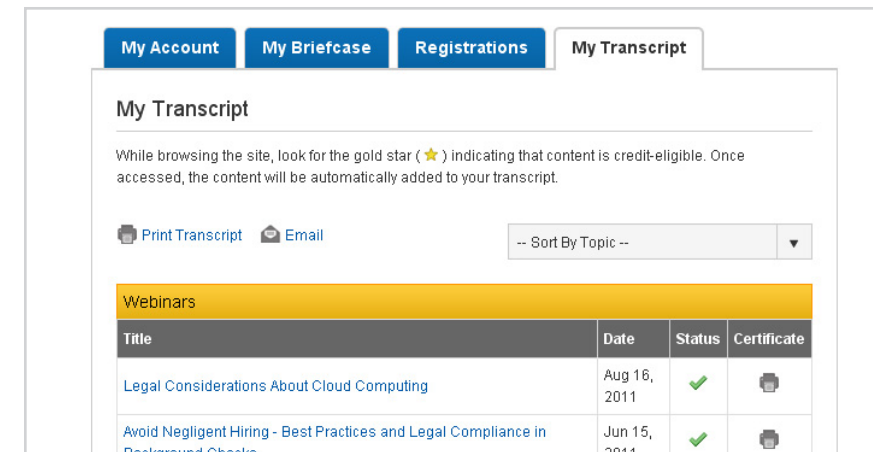 My Account My Briefcase Registrations My Transcript
My Transcript
While browsing the site, look for the gold star ( ) indicating that content is credit-eligible. Once
accessed, the content will be automatically added to your transcript.
Print Transcript Email -- Sort By Topic --
Webinars
Title Date Status Certificate
Legal Considerations About Cloud Computing Aug 16,
2011
Avoid Negligent Hiring - Best Practices and Legal Compliance in Jun 15,
Background Checks 2011